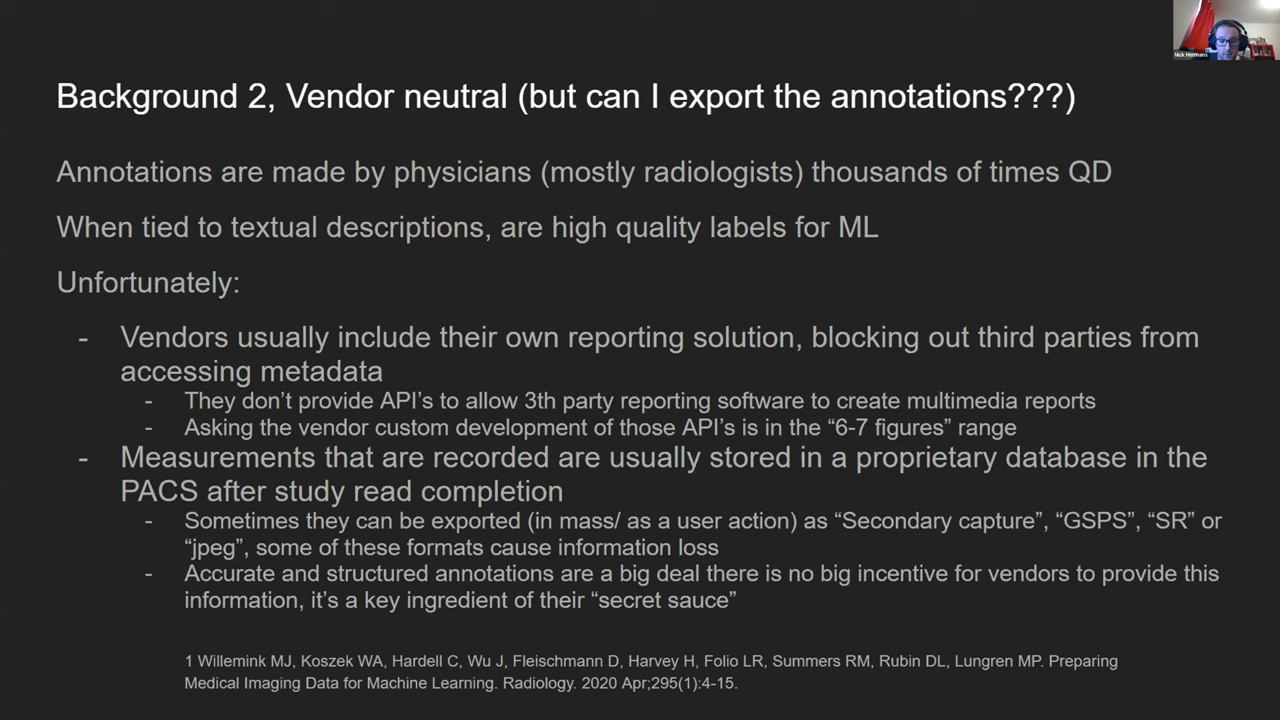 Nick Hermans
Background 2, Vendor neutral (but can I export the annotations???)
Annotations are made by physicians (mostly radiologists) thousands of times QD
When tied to textual descriptions, are high quality labels for ML
Unfortunately:
- Vendors usually include their own reporting solution, blocking out third parties from
accessing metadata
- They don’t provide API’s to allow 3th party reporting software to create multimedia reports
- Asking the vendor custom development of those API’s is in the “6-7 figures” range
- Measurements that are recorded are usually stored in a proprietary database in the
PACS after study read completion
- Sometimes they can be exported (in mass/ as a user action) as “Secondary capture”, “GSPS”, “SR” or
“jpeg”, some of these formats cause information loss
- Accurate and structured annotations are a big deal there is no big incentive for vendors to provide this
information, it’s a key ingredient of their “secret sauce”
1 Willemink MJ, Koszek WA, Hardell C, Wu J, Fleischmann D, Harvey H, Folio LR, Summers RM, Rubin DL, Lungren MP. Preparing
Medical Imaging Data for Machine Learning. Radiology. 2020 Apr;295(1):4-15.